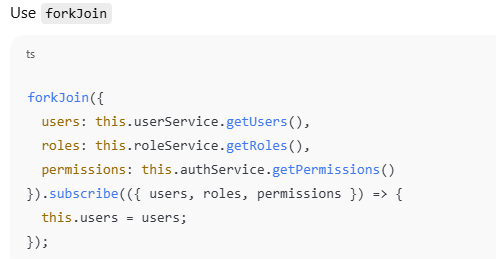 Use forkJoin
ts
forkJoin({
  users: this.userService.getUsers(),
  roles: this.roleService.getRoles(),
  permissions: this.authService.getPermissions()
}).subscribe(({ users, roles, permissions }) => {
  this.users = users;
});